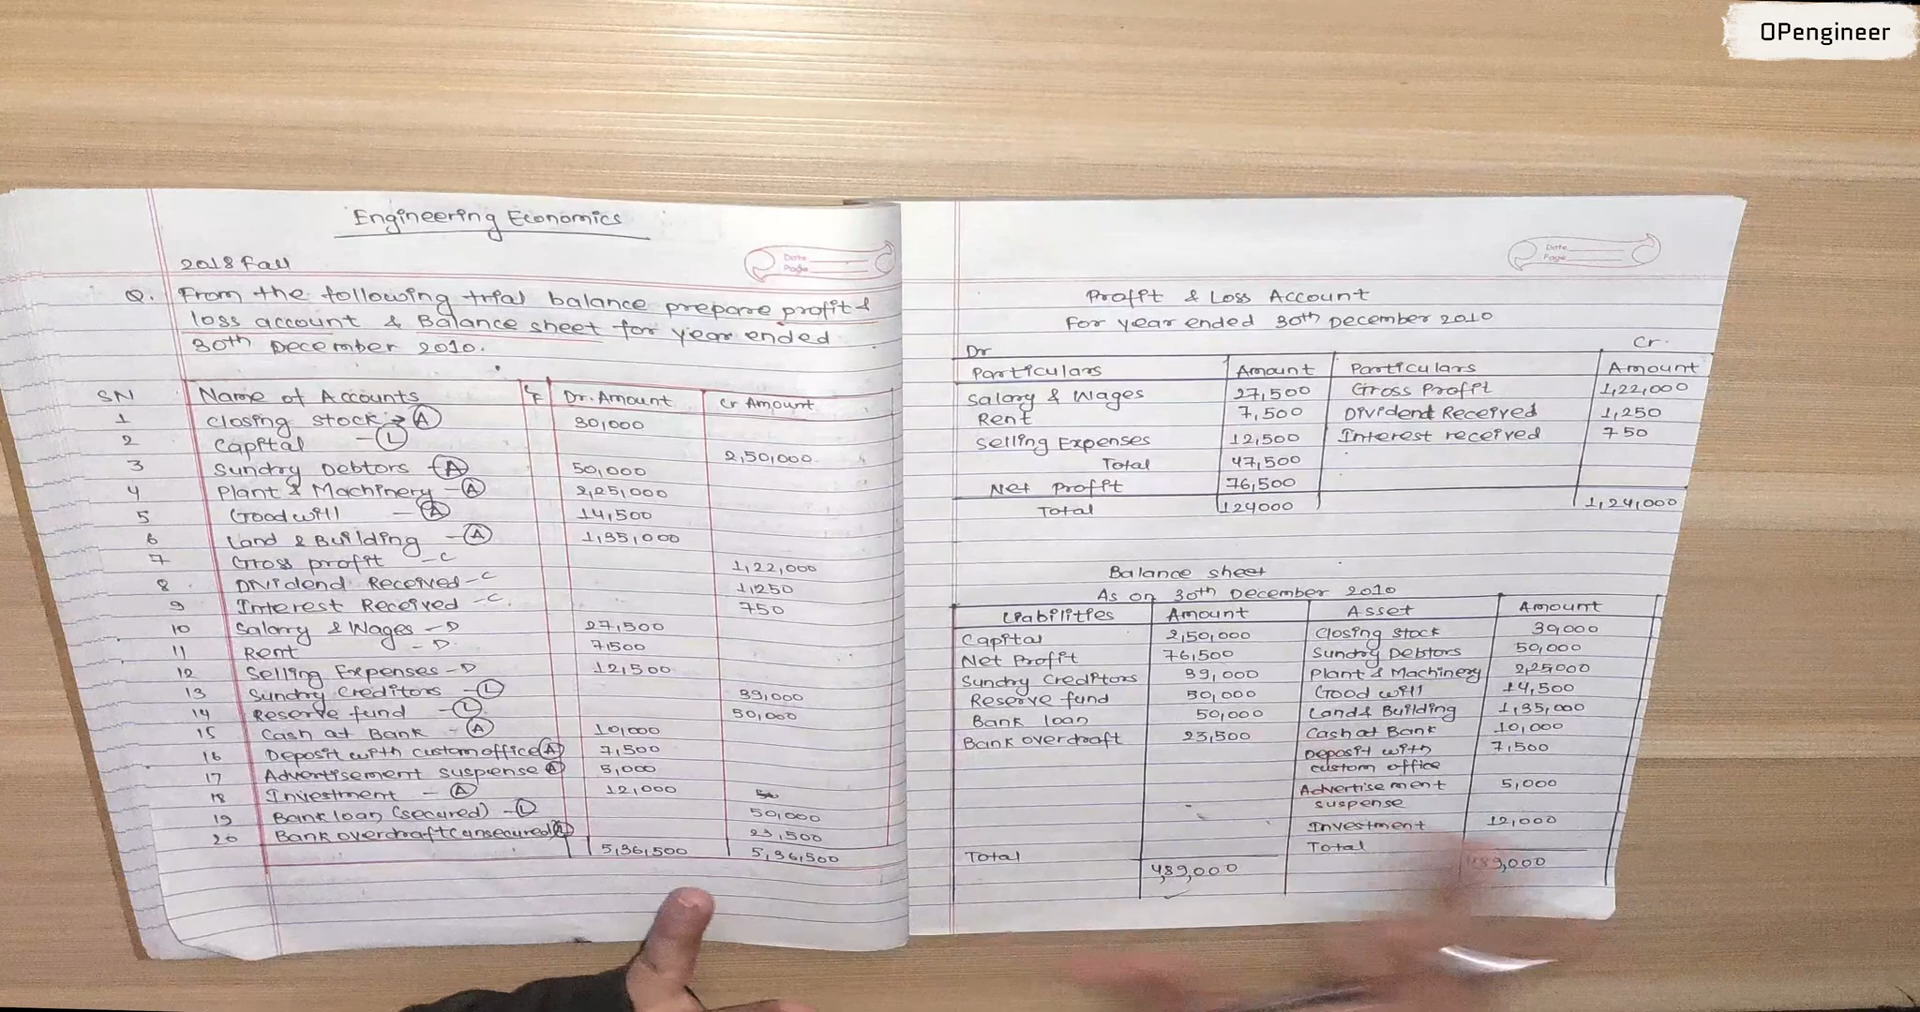 OPengineer
Engineering Economics
Date
Page
2018 Fall
Q. From the following trial balance prepare profit &
loss account & Balance sheet for year ended
30th December 2010.
SN Name of Accounts Dr. Amount Cr Amount
1 Closing stock → A 30,000
2 Capital - L 2,50,000
3 Sundry Debtors - A 50,000
4 Plant & Machinery - A 2,25,000
5 Goodwill - A 14,500
6 Land & Building - A 1,35,000
7 Gross profit - C 1,22,000
8 Dividend Received - C 1,250
9 Interest Received - C 750
10 Salary & Wages - D 27,500
11 Rent - D 7,500
12 Selling Expenses - D 12,500
13 Sundry Creditors - L 39,000
14 Reserve fund - L 50,000
15 Cash at Bank - A 10,000
16 Deposit with custom office A 7,500
17 Advertisement suspense A 5,000
18 Investment - A 12,000
19 Bank loan (secured) - L 50,000
20 Bank overdraft (unsecured) 23,500
5,36,500 5,36,500
Date
Page
Profit & Loss Account
For year ended 30th December 2010
Dr Cr.
Particulars Amount Particulars Amount
Salary & Wages 27,500 Gross Profit 1,22,000
Rent 7,500 Dividend Received 1,250
Selling Expenses 12,500 Interest received 750
Total 47,500
Net Profit 76,500
Total 124000 1,24,000
Balance sheet
As on 30th December 2010
Liabilities Amount Asset Amount
Capital 2,50,000 Closing stock 30,000
Net Profit 76,500 Sundry Debtors 50,000
Sundry Creditors 39,000 Plant & Machinery 2,25000
Reserve fund 50,000 Good will 14,500
Bank loan 50,000 Land & Building 1,35,000
Bank overdraft 23,500 Cash at Bank 10,000
Deposit with 7,500
custom office
Advertisement 5,000
suspense
Investment 12,000
Total Total
4,89,000 489,000